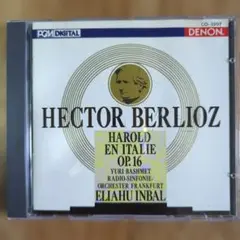 PCM DIGITAL
DENON
HECTOR BERLIOZ
HAROLD
EN ITALIE
OP.16
YURI BASHMET
RADIO-SINFONIE-
ORCHESTER FRANKFURT
ELIAHU INBAL